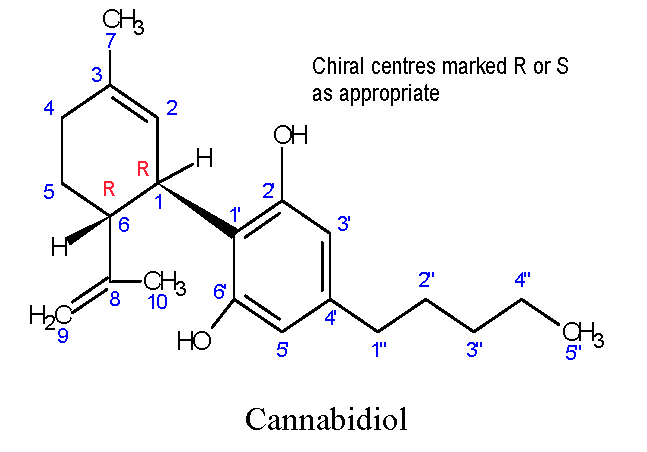 CH3
7
3
Chiral centres marked R or S
as appropriate
4
2
OH
H
R
2'
5
R
1
1'
3'
6
H
2"
4"
6'
8
10
CH3
H2C
9
HO
5'
4'
1"
3"
CH3
5"
Cannabidiol